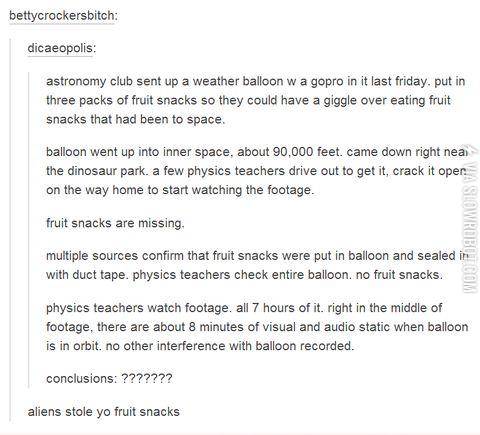 bettycrockersbitch:
dicaeopolis:
astronomy club sent up a weather balloon w a gopro in it last friday. put in
three packs of fruit snacks so they could have a giggle over eating fruit
snacks that had been to space.
balloon went up into inner space, about 90,000 feet. came down right near
the dinosaur park. a few physics teachers drive out to get it, crack it open
on the way home to start watching the footage.
fruit snacks are missing.
multiple sources confirm that fruit snacks were put in balloon and sealed in
with duct tape. physics teachers check entire balloon. no fruit snacks.
physics teachers watch footage. all 7 hours of it. right in the middle of
footage, there are about 8 minutes of visual and audio static when balloon
is in orbit. no other interference with balloon recorded.
conclusions: ???????
aliens stole yo fruit snacks
VIA SLOWROBOT.COM